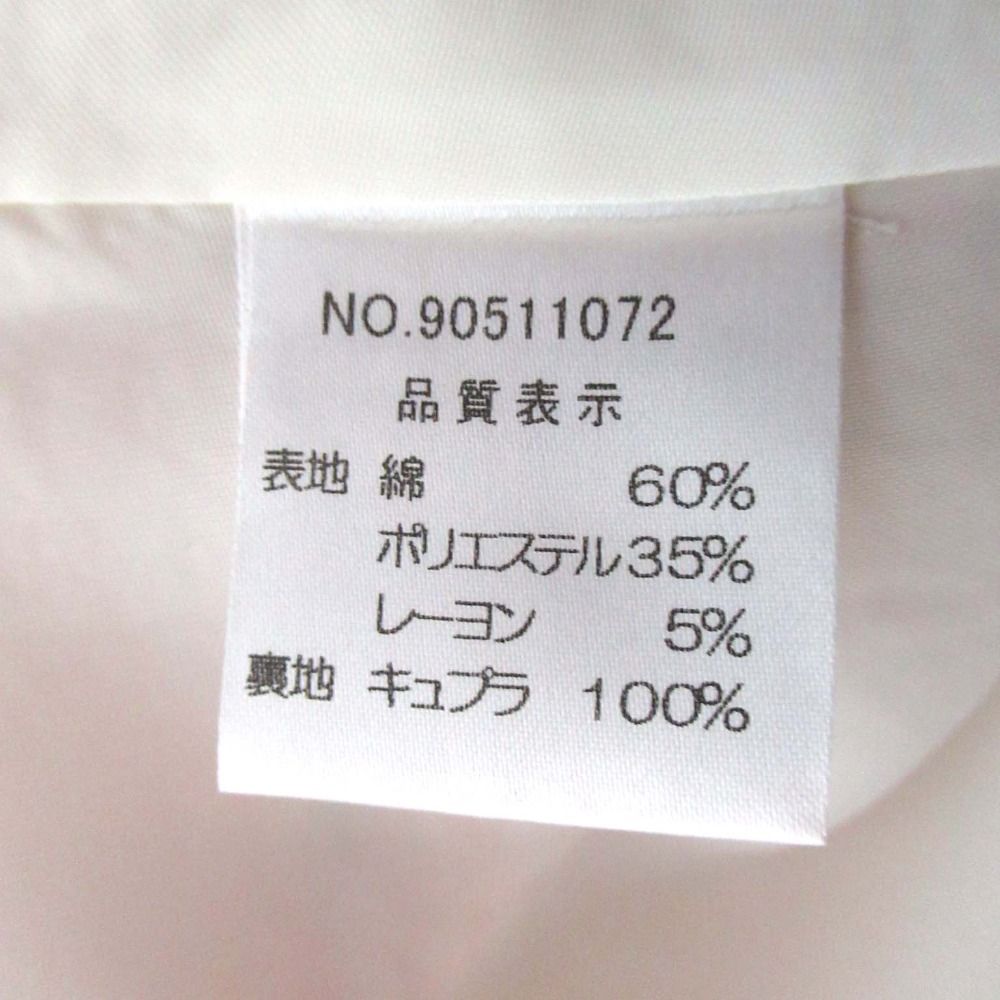 NO.90511072
品質表示
表地 綿 60%
ポリエステル35%
レーヨン 5%
裏地 キュプラ 100%